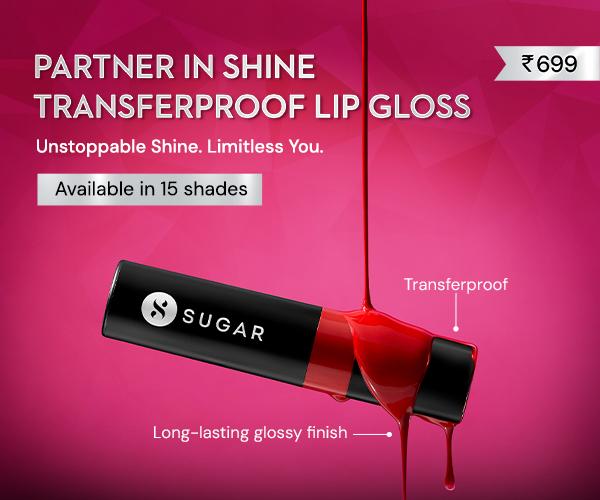 PARTNER IN SHINE
₹699
TRANSFERPROOF LIP GLOSS
Unstoppable Shine. Limitless You.
Available in 15 shades
Transferproof
SUGAR
Long-lasting glossy finish